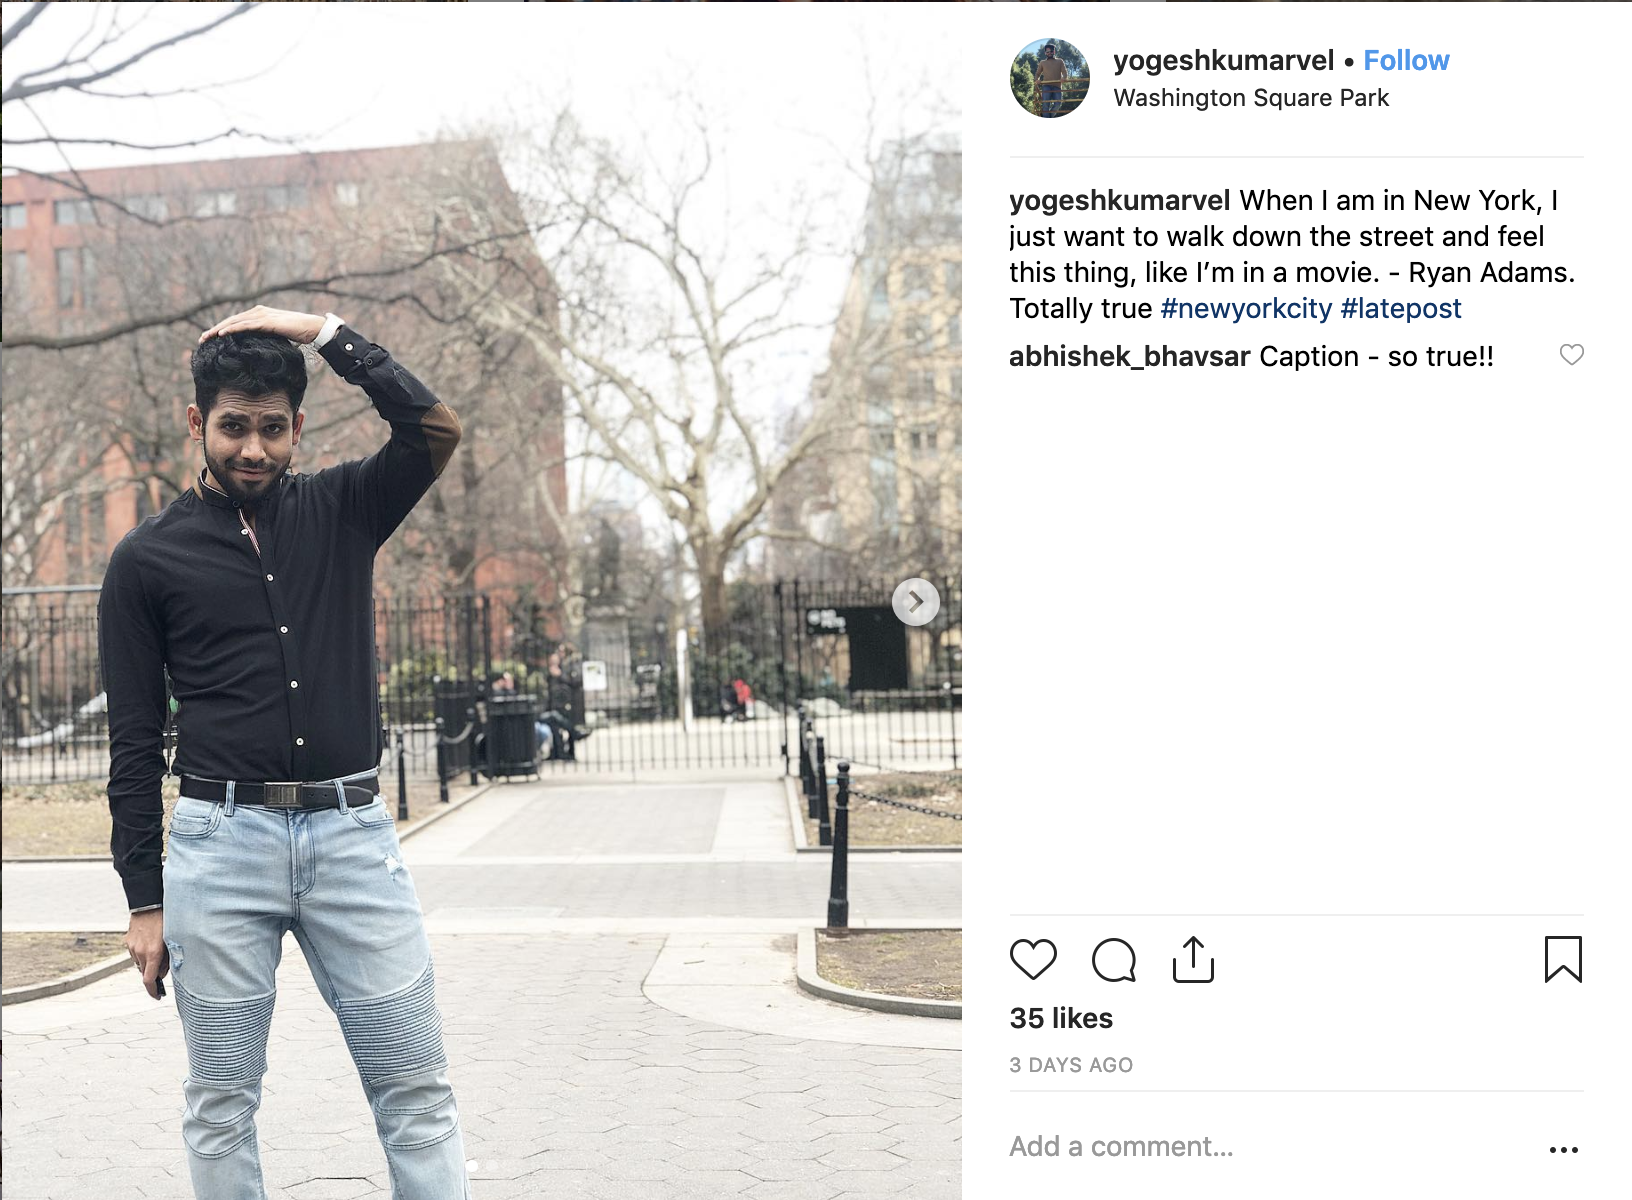 yogeshkumarvel • Follow
Washington Square Park
yogeshkumarvel When I am in New York, I
just want to walk down the street and feel
this thing, like I’m in a movie. - Ryan Adams.
Totally true #newyorkcity #latepost
abhishek_bhavsar Caption - so true!!
35 likes
3 DAYS AGO
Add a comment...